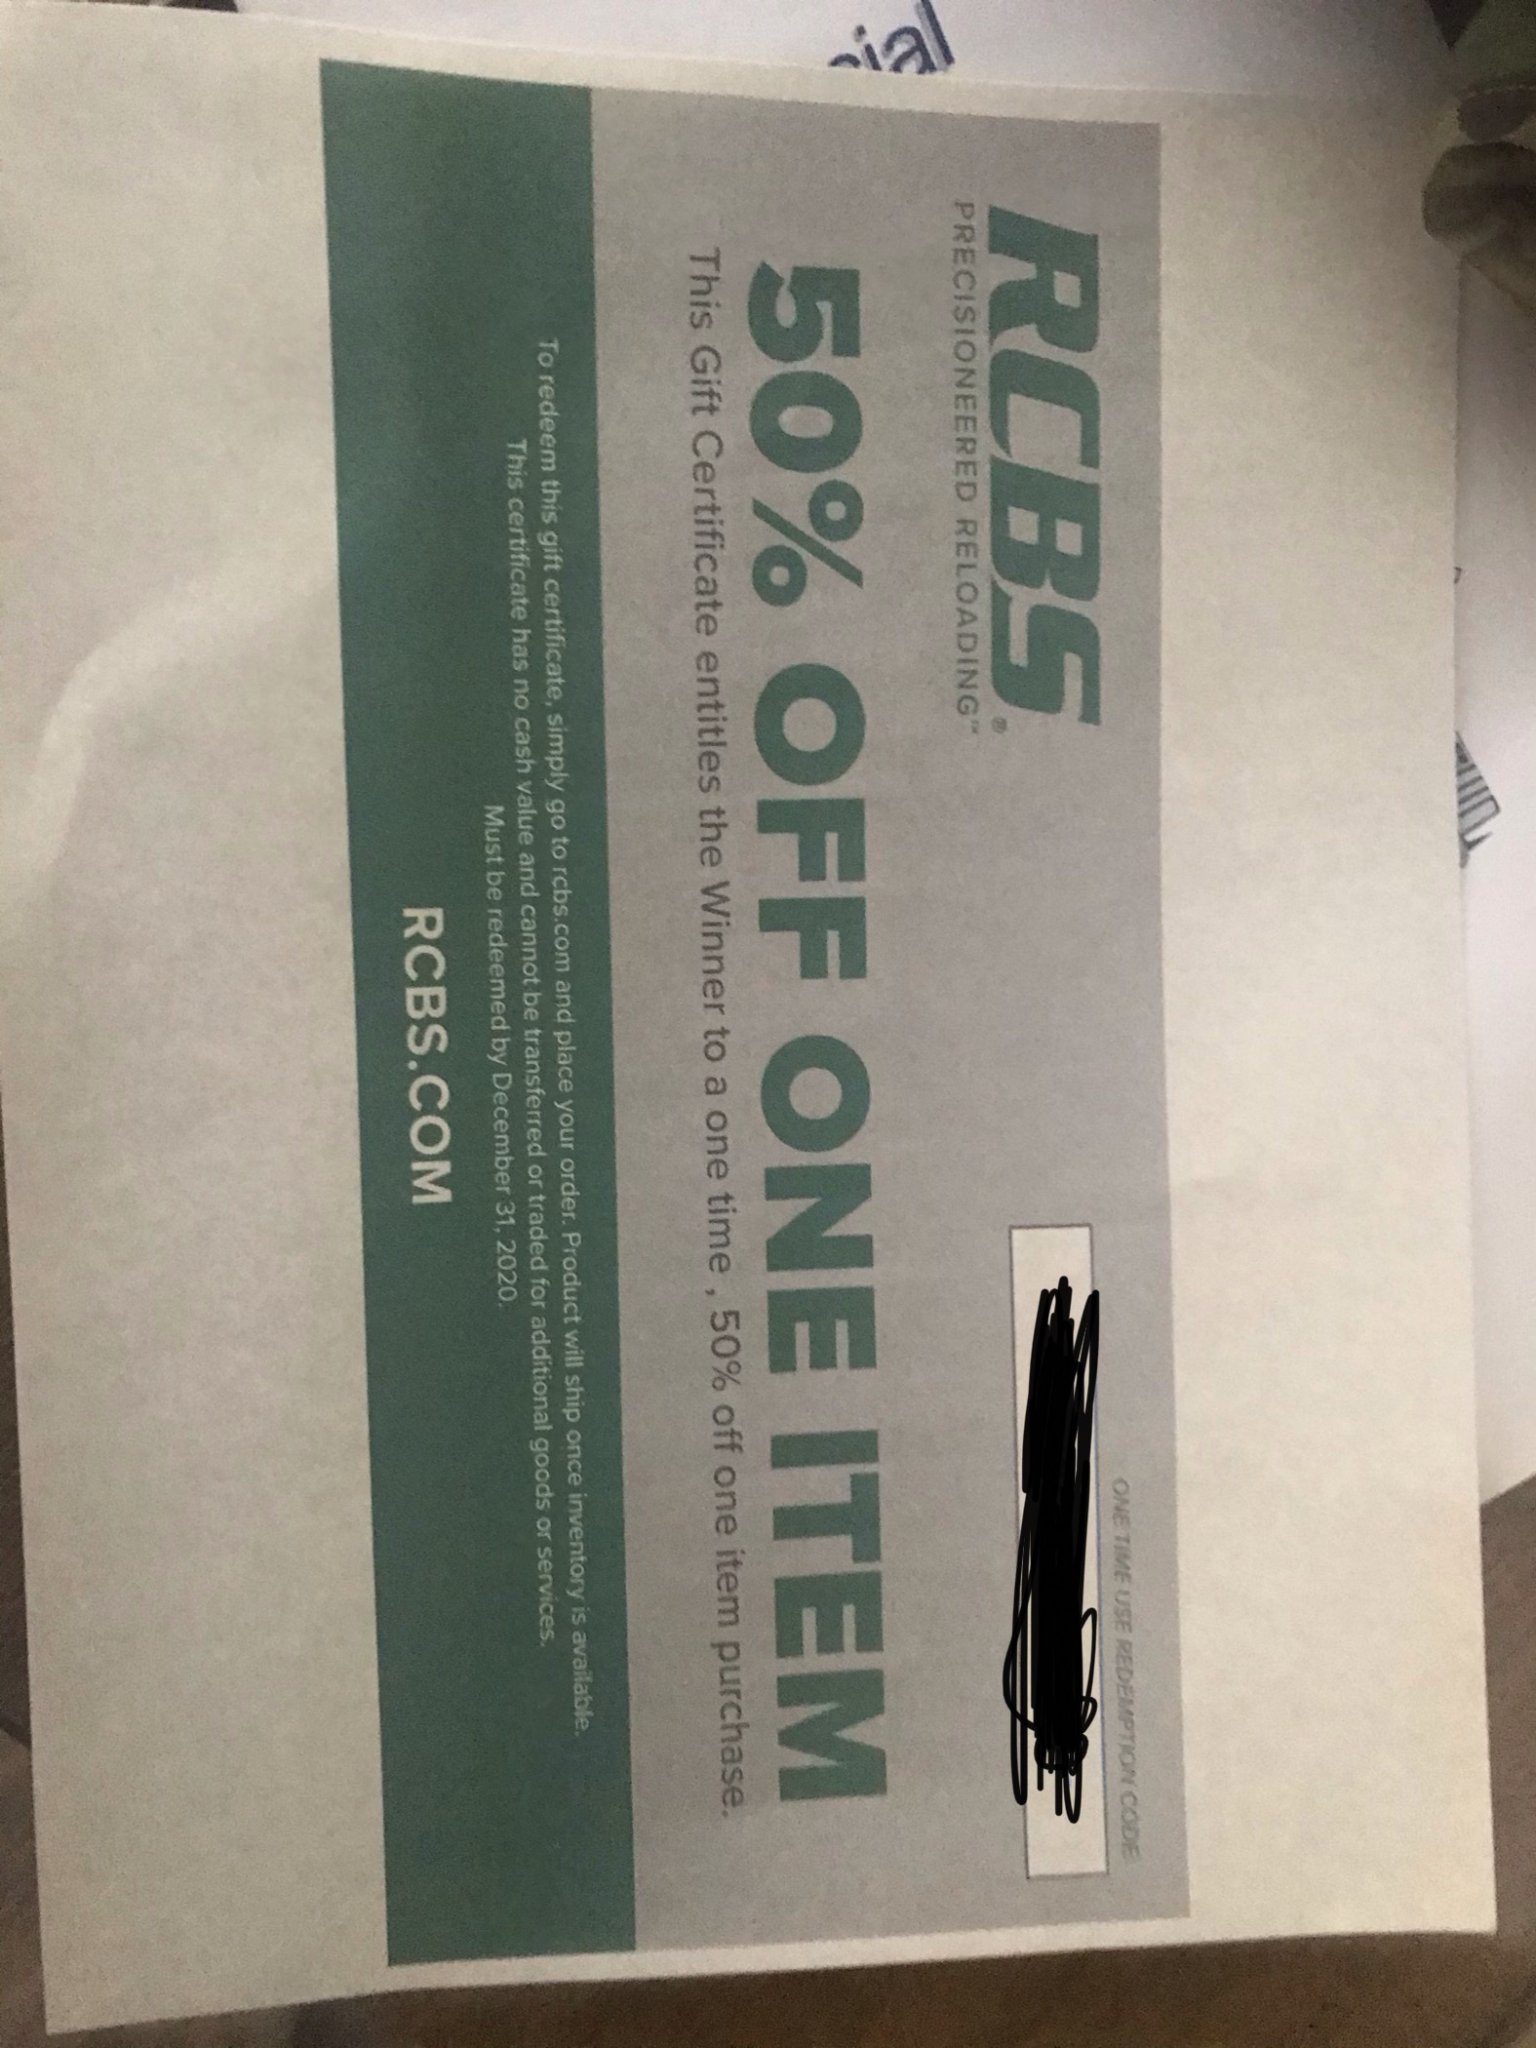 RCBS®
PRECISIONEERED RELOADING™
ONE TIME USE REDEMPTION CODE
50% OFF ONE ITEM
This Gift Certificate entitles the Winner to a one time , 50% off one item purchase.
To redeem this gift certificate, simply go to rcbs.com and place your order. Product will ship once inventory is available.
This certificate has no cash value and cannot be transferred or traded for additional goods or services.
Must be redeemed by December 31, 2020.
RCBS.COM